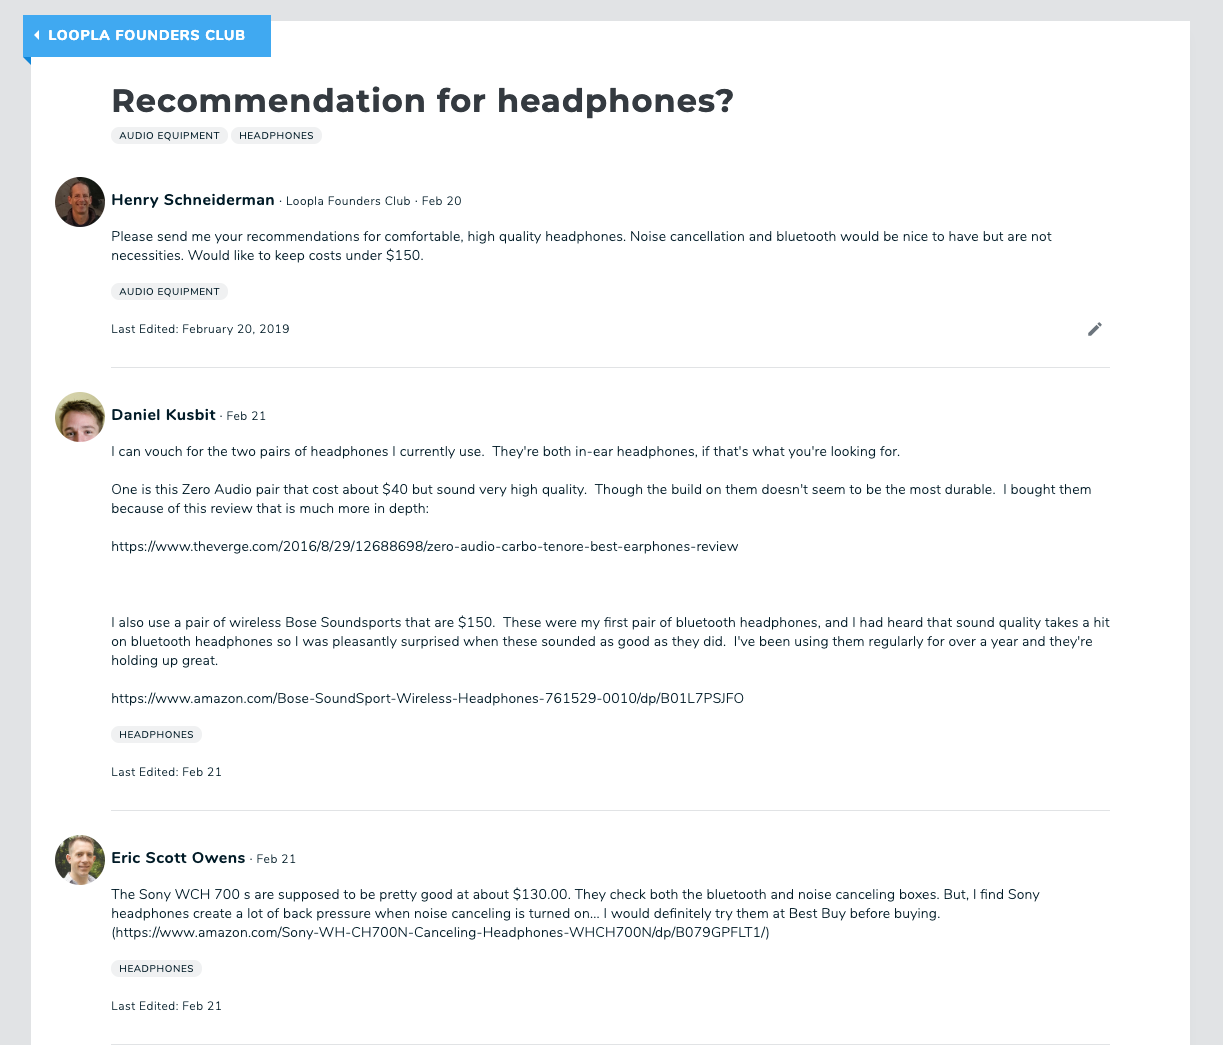 LOOPLA FOUNDERS CLUB
Recommendation for headphones?
AUDIO EQUIPMENT HEADPHONES
Henry Schneiderman · Loopla Founders Club · Feb 20
Please send me your recommendations for comfortable, high quality headphones. Noise cancellation and bluetooth would be nice to have but are not
necessities. Would like to keep costs under $150.
AUDIO EQUIPMENT
Last Edited: February 20, 2019
Daniel Kusbit · Feb 21
I can vouch for the two pairs of headphones I currently use.  They're both in-ear headphones, if that's what you're looking for.
One is this Zero Audio pair that cost about $40 but sound very high quality.  Though the build on them doesn't seem to be the most durable.  I bought them
because of this review that is much more in depth:
https://www.theverge.com/2016/8/29/12688698/zero-audio-carbo-tenore-best-earphones-review
I also use a pair of wireless Bose Soundsports that are $150.  These were my first pair of bluetooth headphones, and I had heard that sound quality takes a hit
on bluetooth headphones so I was pleasantly surprised when these sounded as good as they did.  I've been using them regularly for over a year and they're
holding up great.
https://www.amazon.com/Bose-SoundSport-Wireless-Headphones-761529-0010/dp/B01L7PSJFO
HEADPHONES
Last Edited: Feb 21
Eric Scott Owens · Feb 21
The Sony WCH 700 s are supposed to be pretty good at about $130.00. They check both the bluetooth and noise canceling boxes. But, I find Sony
headphones create a lot of back pressure when noise canceling is turned on... I would definitely try them at Best Buy before buying.
(https://www.amazon.com/Sony-WH-CH700N-Canceling-Headphones-WHCH700N/dp/B079GPFLT1/)
HEADPHONES
Last Edited: Feb 21